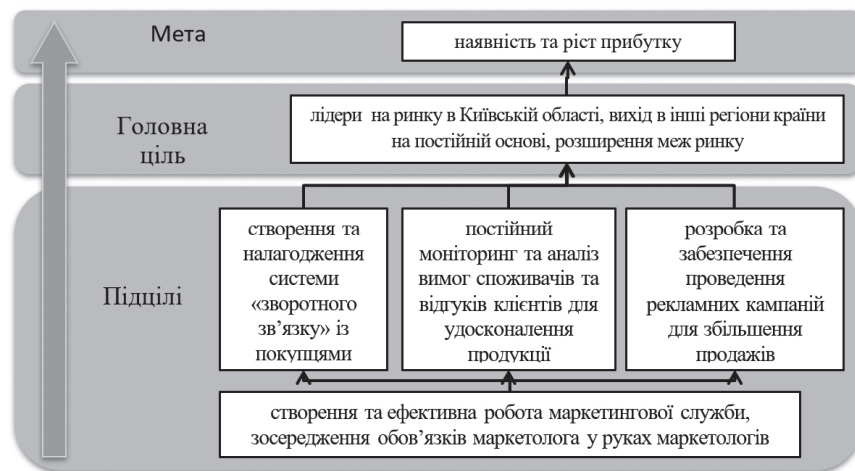 Мета
наявність та ріст прибутку
Головна
ціль
лідери на ринку в Київській області, вихід в інші регіони країни
на постійній основі, розширення меж ринку
Підцілі
створення та
налагодження
системи
«зворотного
зв’язку» із
покупцями
постійний
моніторинг та аналіз
вимог споживачів та
відгуків клієнтів для
удосконалення
продукції
розробка та
забезпечення
проведення
рекламних кампаній
для збільшення
продажів
створення та ефективна робота маркетингової служби,
зосередження обов’язків маркетолога у руках маркетологів